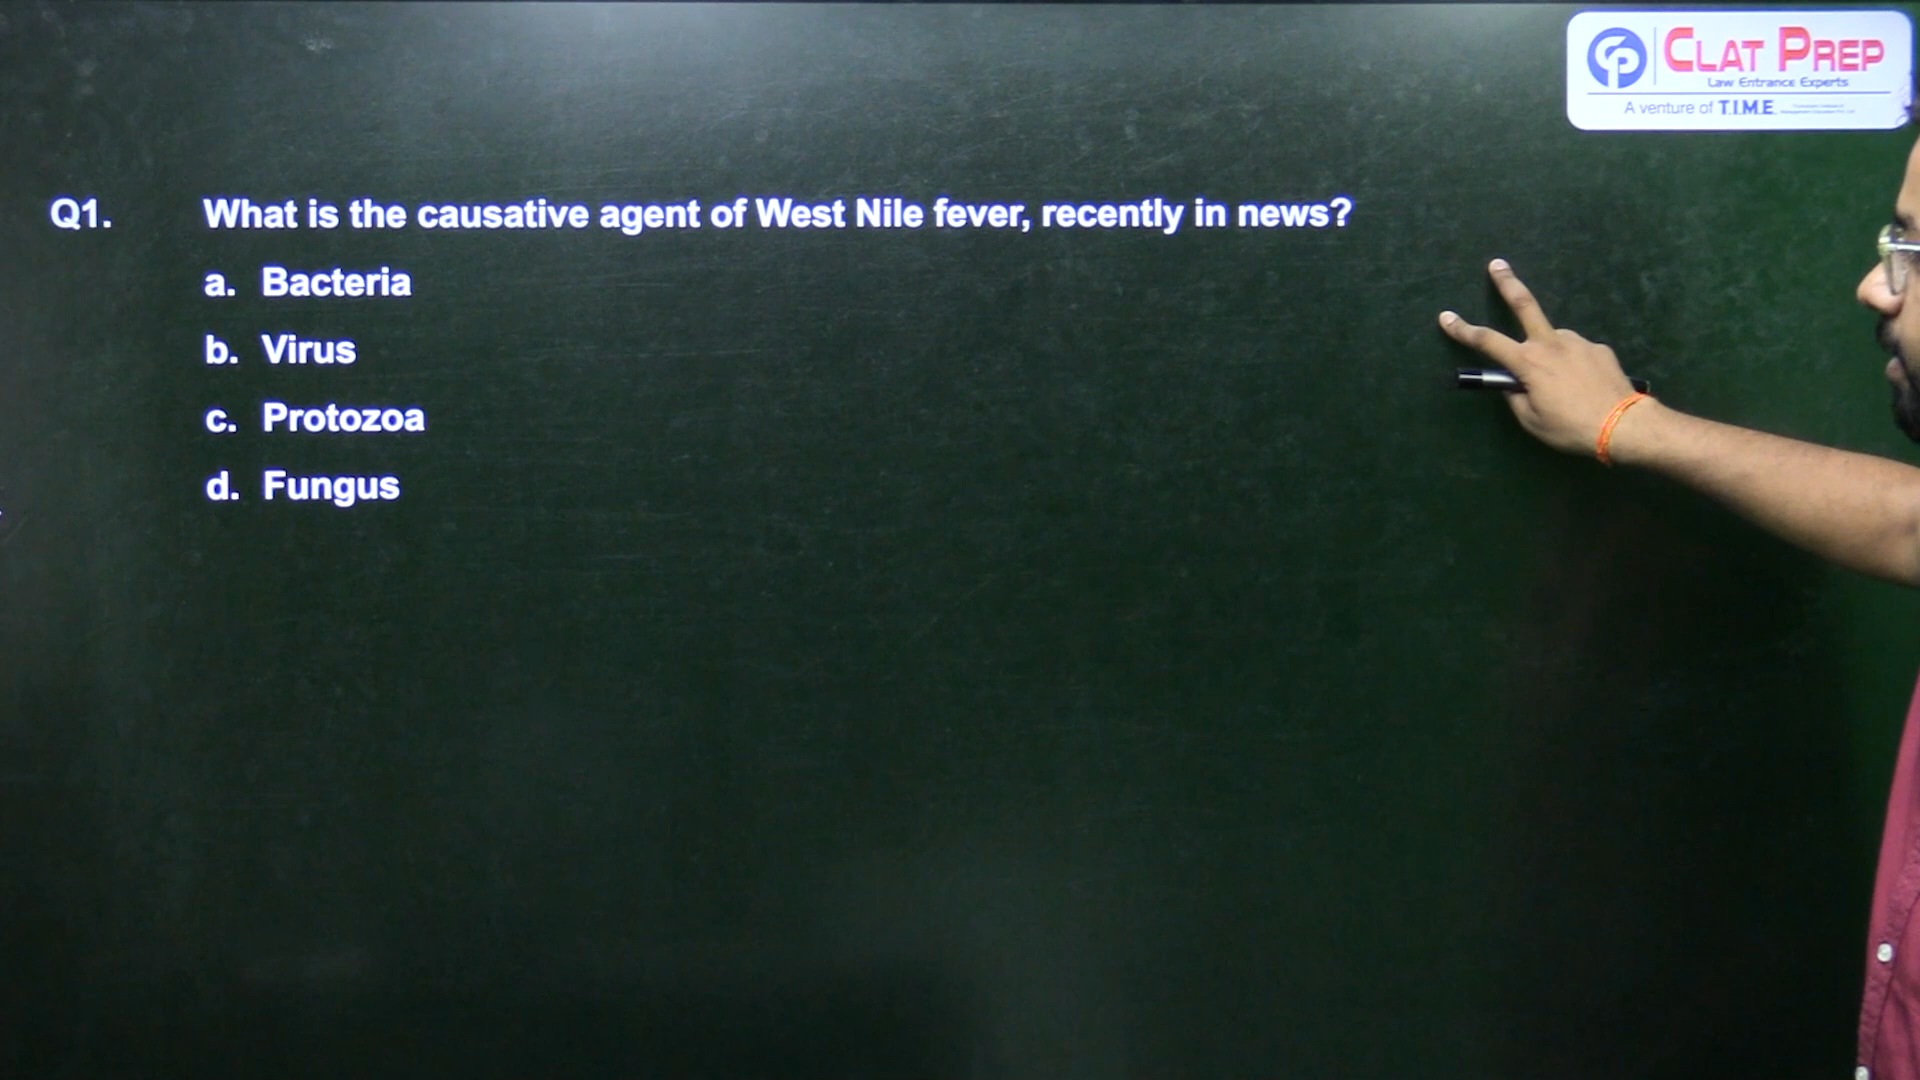 CLAT PREP
Law Entrance Experts
A venture of T.I.M.E.
Q1. What is the causative agent of West Nile fever, recently in news?
a. Bacteria
b. Virus
c. Protozoa
d. Fungus